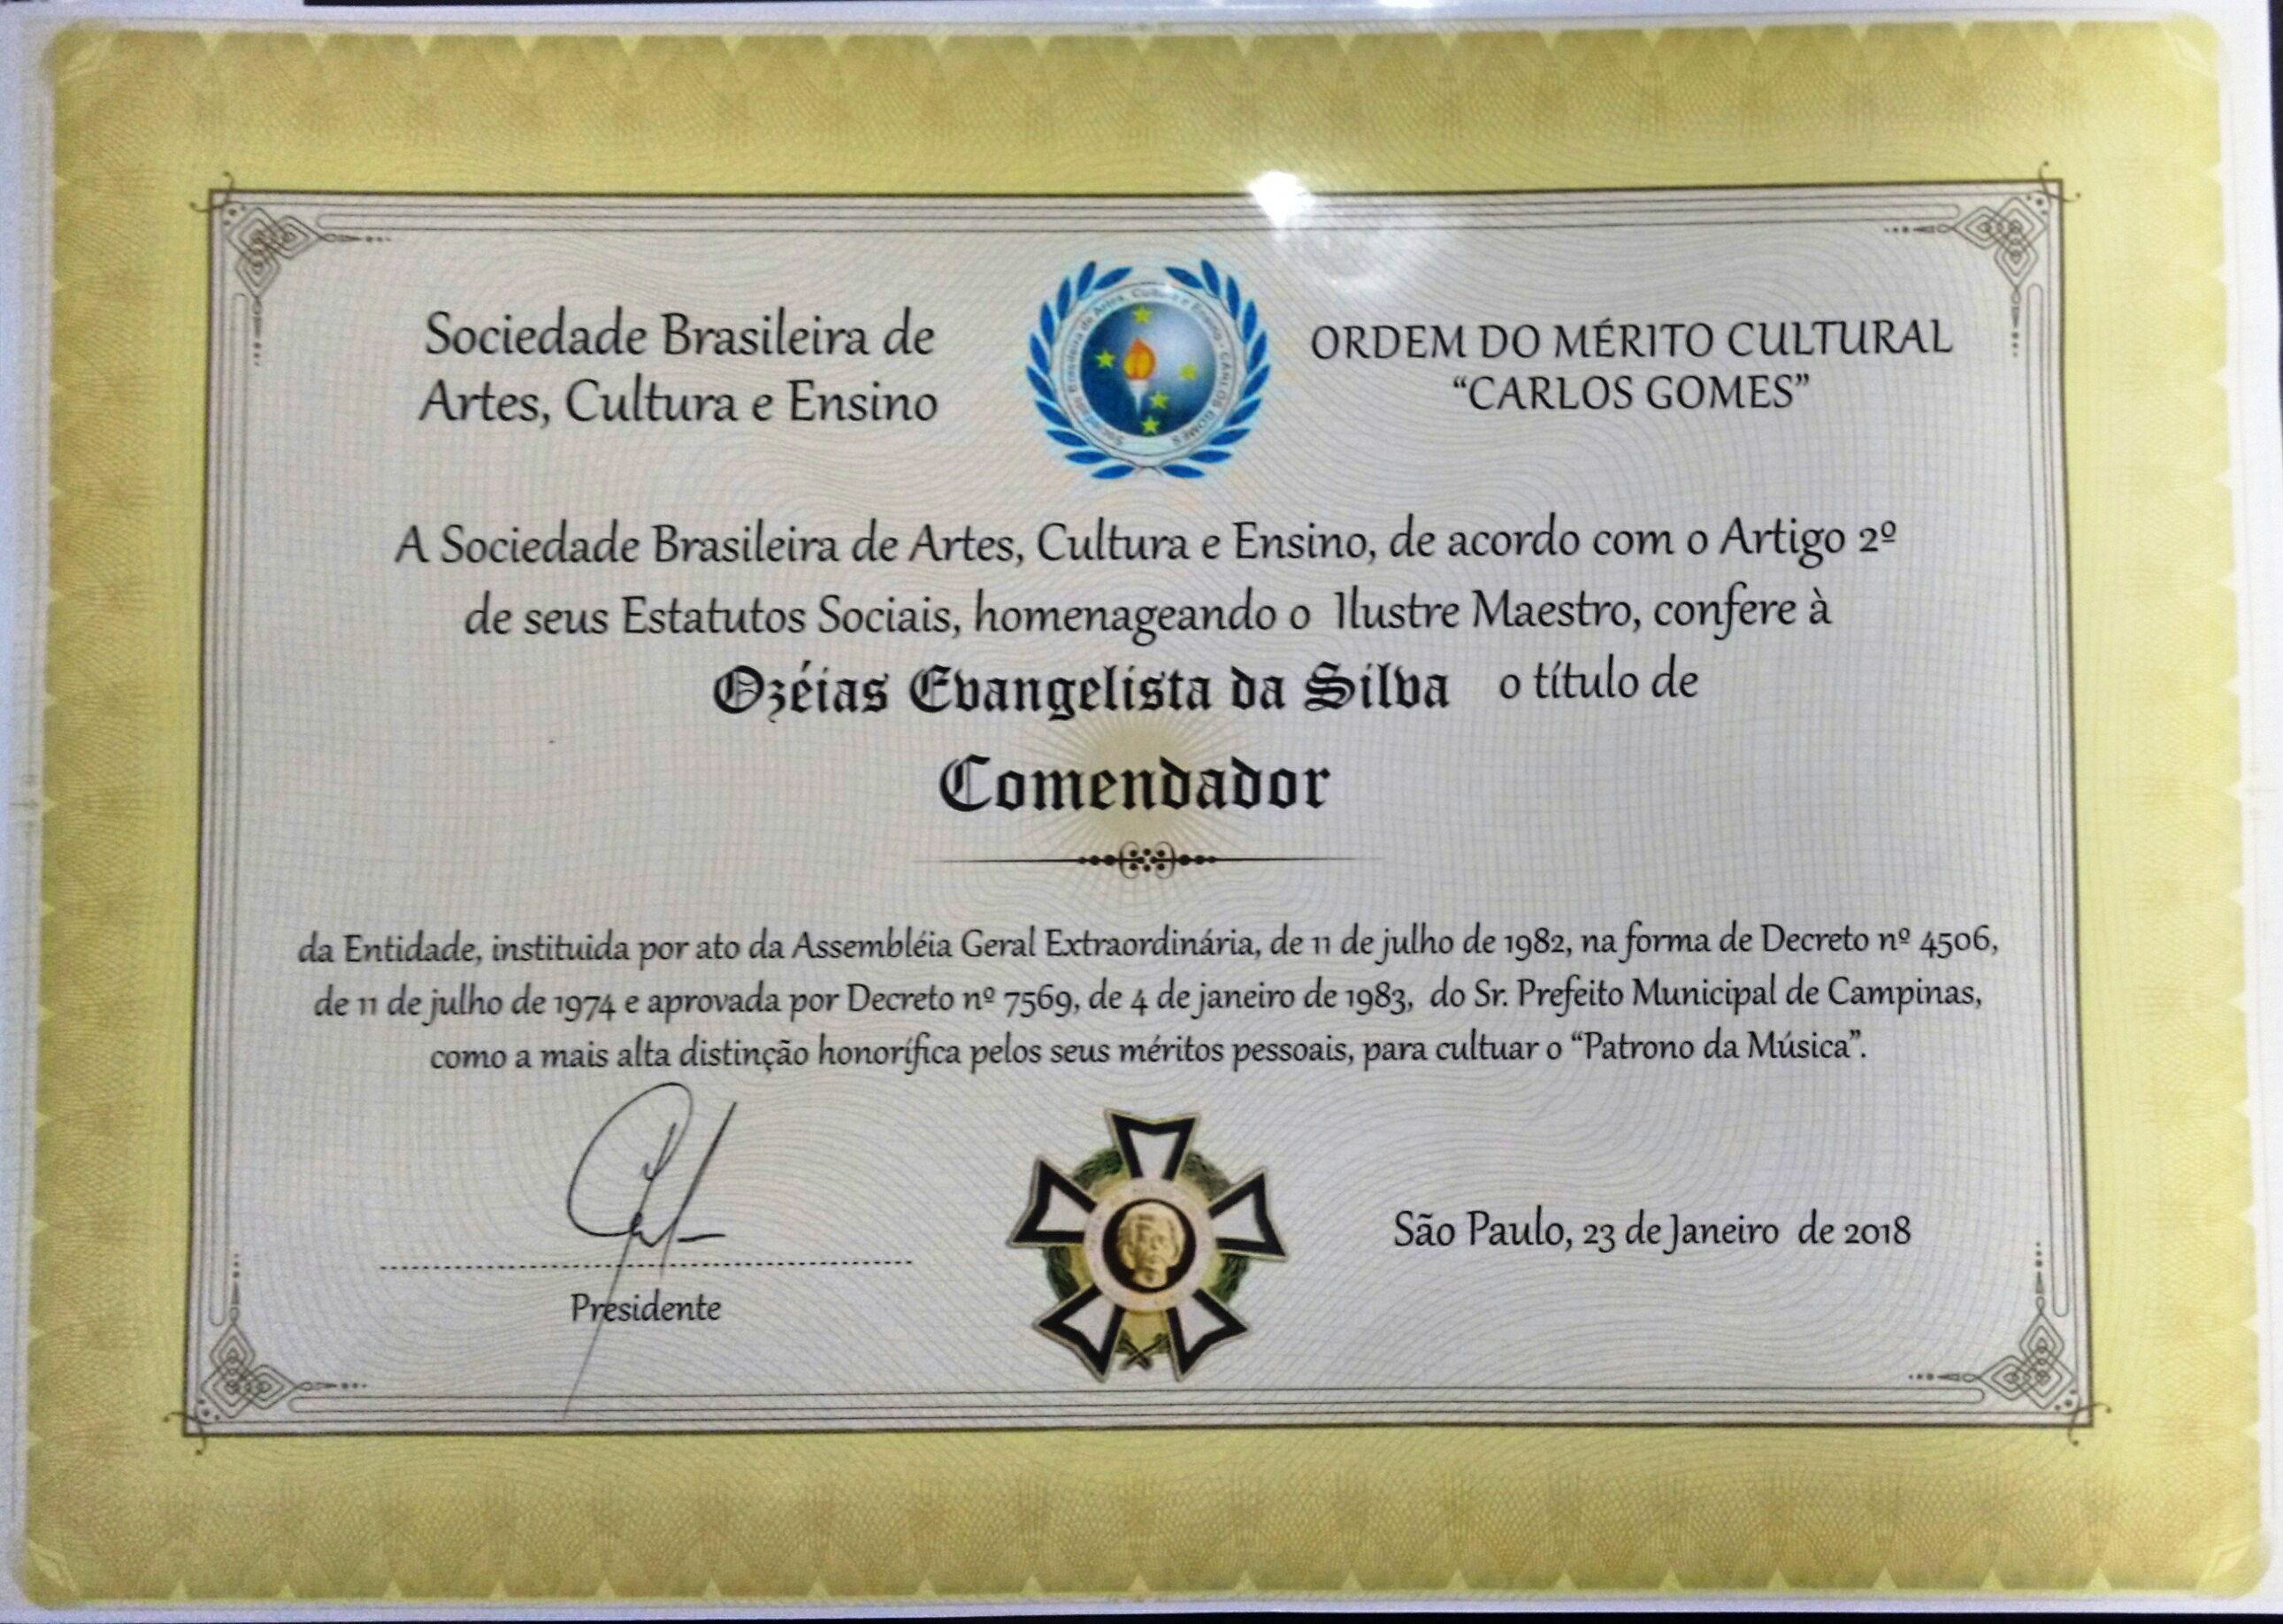 Sociedade Brasileira de
Artes, Cultura e Ensino
ORDEM DO MÉRITO CULTURAL
“CARLOS GOMES”
A Sociedade Brasileira de Artes, Cultura e Ensino, de acordo com o Artigo 2º
de seus Estatutos Sociais, homenageando o Ilustre Maestro, confere à
Ozéias Evangelista da Silva o título de
Comendador
da Entidade, instituida por ato da Assembléia Geral Extraordinária, de 11 de julho de 1982, na forma de Decreto nº 4506,
de 11 de julho de 1974 e aprovada por Decreto nº 7569, de 4 de janeiro de 1983, do Sr. Prefeito Municipal de Campinas,
como a mais alta distinção honorífica pelos seus méritos pessoais, para cultuar o “Patrono da Música”.
São Paulo, 23 de Janeiro de 2018
Presidente